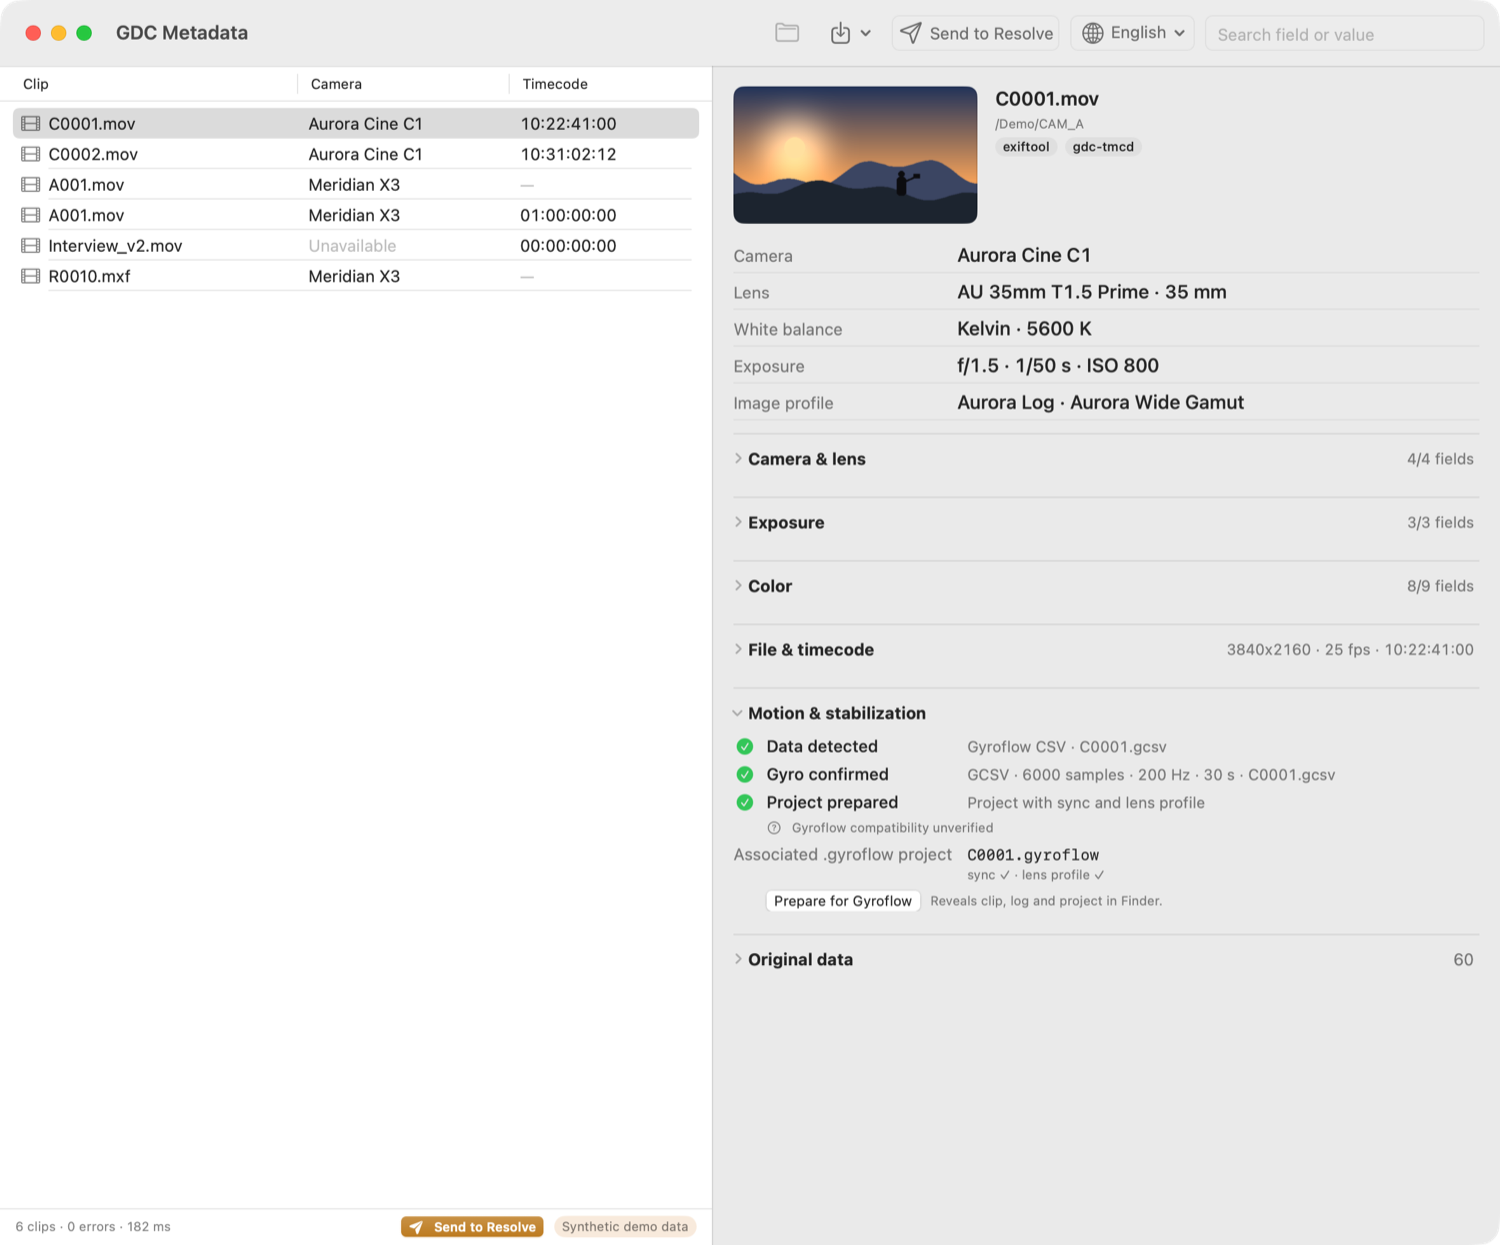 GDC Metadata
Send to Resolve
English
Search field or value
Clip Camera Timecode
C0001.mov Aurora Cine C1 10:22:41:00
C0002.mov Aurora Cine C1 10:31:02:12
A001.mov Meridian X3 —
A001.mov Meridian X3 01:00:00:00
Interview_v2.mov Unavailable 00:00:00:00
R0010.mxf Meridian X3 —
6 clips · 0 errors · 182 ms
Send to Resolve
Synthetic demo data
C0001.mov
/Demo/CAM_A
exiftool gdc-tmcd
Camera Aurora Cine C1
Lens AU 35mm T1.5 Prime · 35 mm
White balance Kelvin · 5600 K
Exposure f/1.5 · 1/50 s · ISO 800
Image profile Aurora Log · Aurora Wide Gamut
Camera & lens 4/4 fields
Exposure 3/3 fields
Color 8/9 fields
File & timecode 3840x2160 · 25 fps · 10:22:41:00
Motion & stabilization
Data detected Gyroflow CSV · C0001.gcsv
Gyro confirmed GCSV · 6000 samples · 200 Hz · 30 s · C0001.gcsv
Project prepared Project with sync and lens profile
Gyroflow compatibility unverified
Associated .gyroflow project C0001.gyroflow
sync ✓ · lens profile ✓
Prepare for Gyroflow Reveals clip, log and project in Finder.
Original data 60